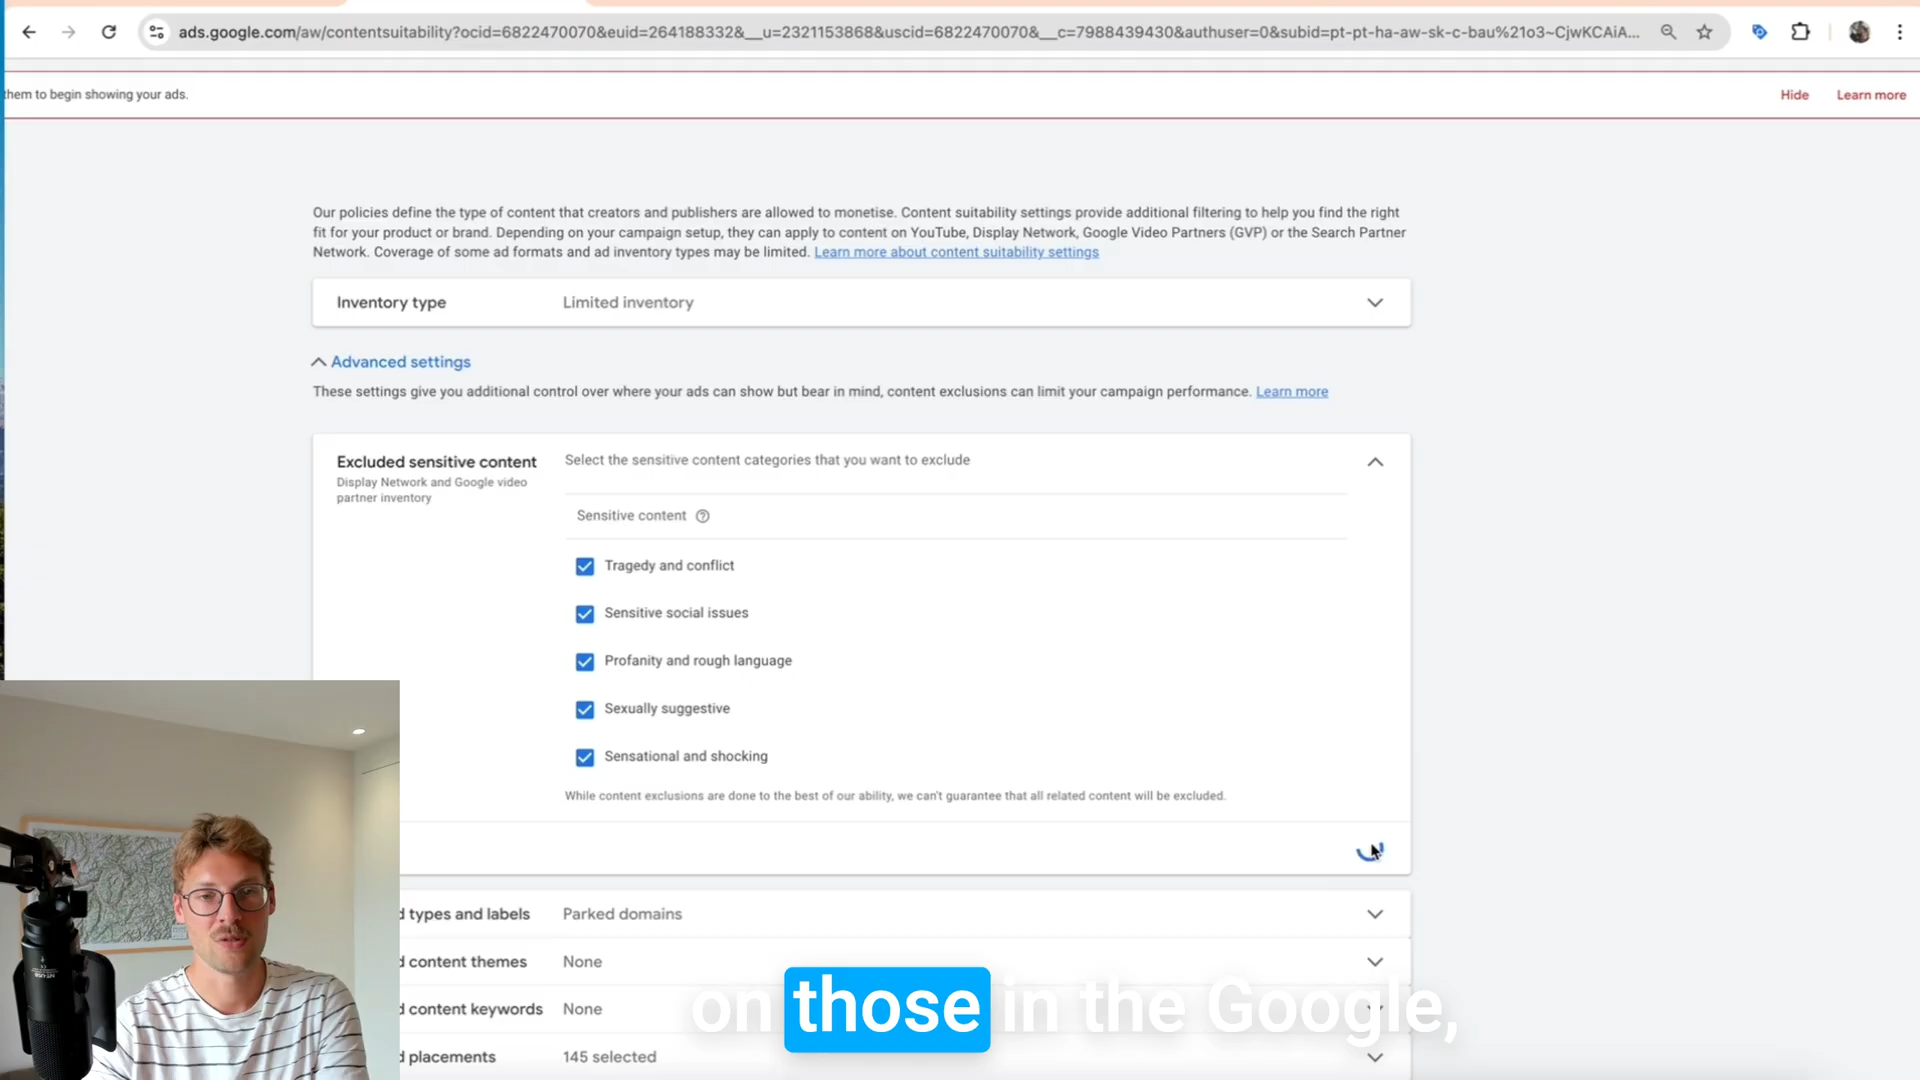 ads.google.com/aw/contentsuitability?ocid=6822470070&euid=264188332&__u=2321153868&uscid=6822470070&__c=7988439430&authuser=0&subid=pt-pt-ha-aw-sk-c-bau%21o3~CjwKCAiA...
them to begin showing your ads.
Hide
Learn more
Our policies define the type of content that creators and publishers are allowed to monetise. Content suitability settings provide additional filtering to help you find the right
fit for your product or brand. Depending on your campaign setup, they can apply to content on YouTube, Display Network, Google Video Partners (GVP) or the Search Partner
Network. Coverage of some ad formats and ad inventory types may be limited. Learn more about content suitability settings
Inventory type
Limited inventory
Advanced settings
These settings give you additional control over where your ads can show but bear in mind, content exclusions can limit your campaign performance. Learn more
Excluded sensitive content
Display Network and Google video
partner inventory
Select the sensitive content categories that you want to exclude
Sensitive content
Tragedy and conflict
Sensitive social issues
Profanity and rough language
Sexually suggestive
Sensational and shocking
While content exclusions are done to the best of our ability, we can't guarantee that all related content will be excluded.
d types and labels
Parked domains
d content themes
None
d content keywords
None
d placements
145 selected
on those in the Google,